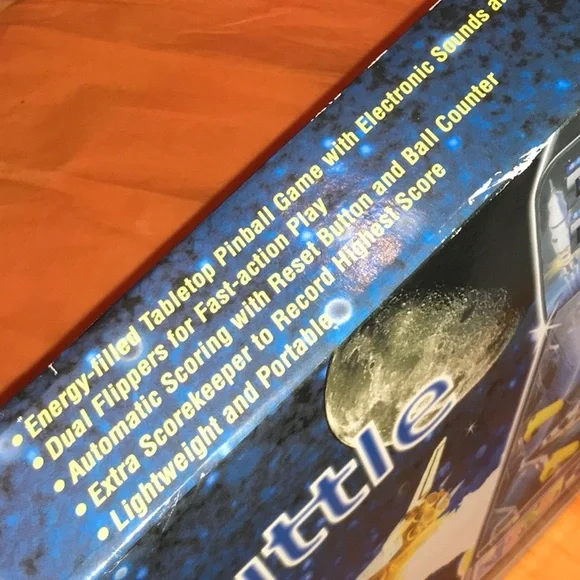 • Energy-filled Tabletop Pinball Game with Electronic Sounds
• Dual Flippers for Fast-action Play
• Automatic Scoring with Reset Button and Ball Counter
• Extra Scorekeeper to Record Highest Score
• Lightweight and Portable
uttle